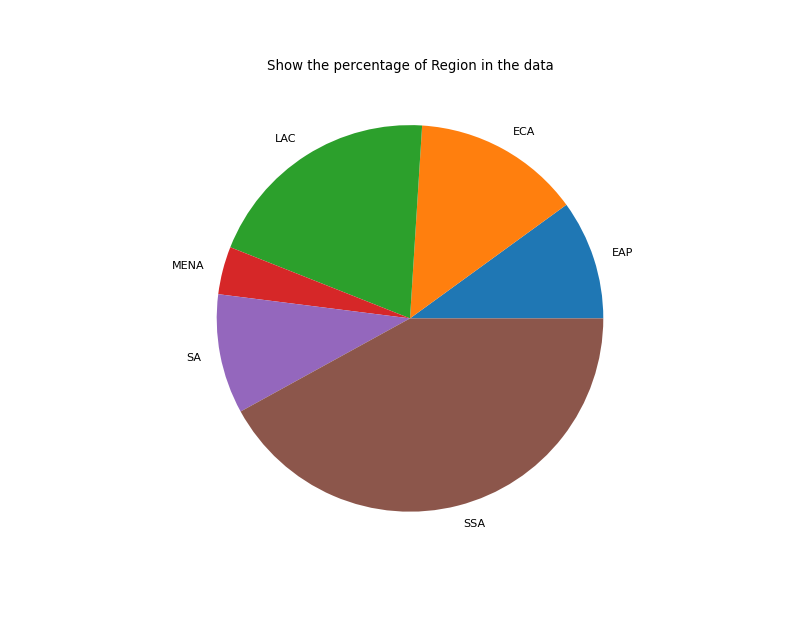 Show the percentage of Region in the data
LAC
ECA
EAP
MENA
SA
SSA